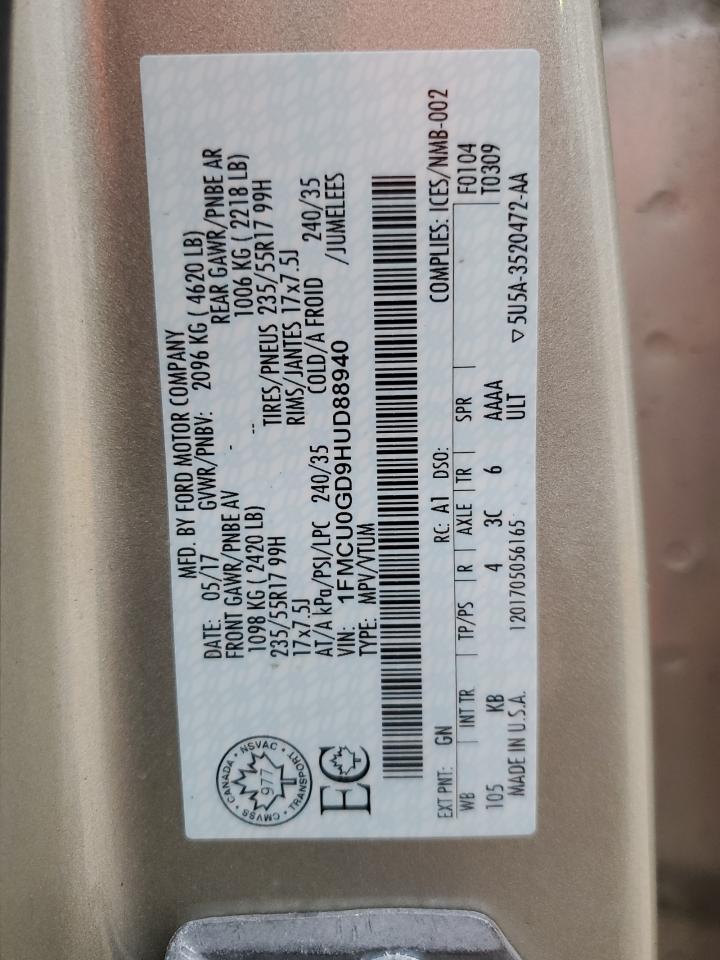 MFD. BY FORD MOTOR COMPANY
DATE: 05/17 GVWR/PNBV: 2096 KG ( 4620 LB)
FRONT GAWR/PNBE AV REAR GAWR/PNBE AR
1098 KG ( 2420 LB) - 1006 KG ( 2218 LB)
235/55R17 99H -- TIRES/PNEUS 235/55R17 99H
17x7.5J RIMS/JANTES 17x7.5J
AT/A kPa/PSI/LPC 240/35 COLD/A FROID 240/35
VIN: 1FMCU0GD9HUD88940 /JUMELEES
TYPE: MPV/VTUM
CANADA • NSVAC • TRANSPORT • CMVSS •
977
EC
COMPLIES: ICES/NMB-002
EXT PNT: GN RC: A1 DSO: F0104
T0309
WB INT TR TP/PS R AXLE TR SPR
105 KB 4 3C 6 AAAA
ULT
MADE IN U.S.A. 1201705056165 ▽ 5U5A-3520472-AA